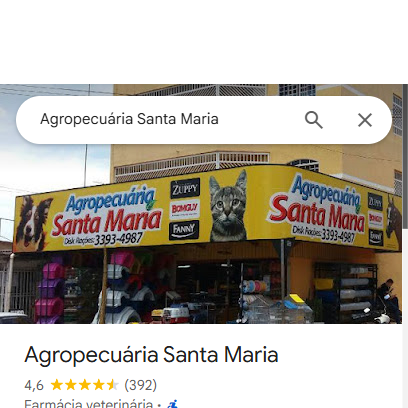 Agropecuária Santa Maria
Agropecuária
Santa Maria
Disk Rações: 3393-4987
ZUPPY
BOMGUY
FANNY
Agropecuária
Santa Maria
Disk Rações: 3393-4987
Agropecuária Santa Maria
4,6 (392)
Farmácia veterinária ·